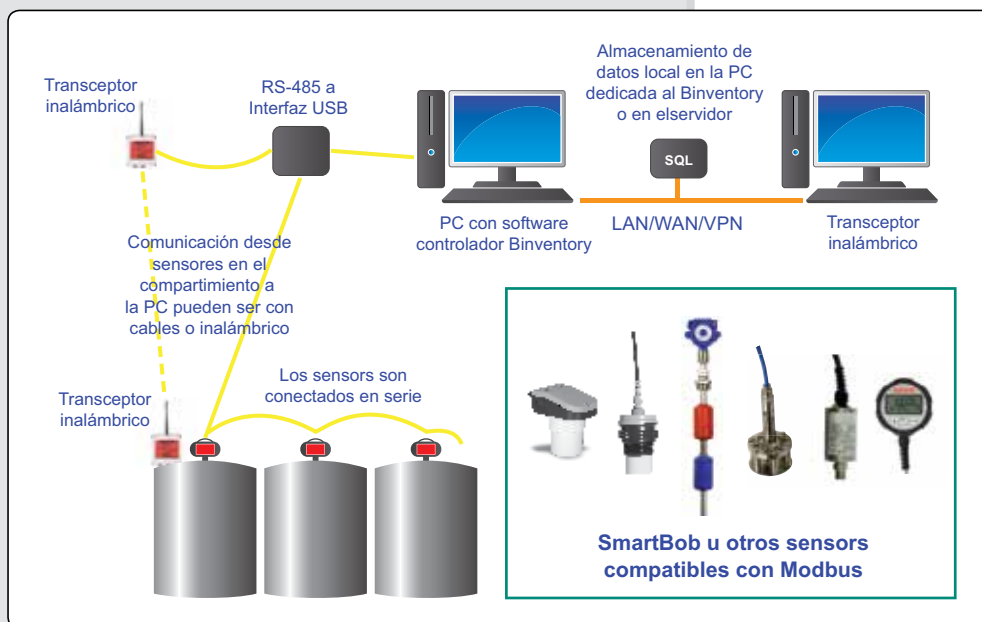 Transceptor
inalámbrico
RS-485 a
Interfaz USB
Almacenamiento de
datos local en la PC
dedicada al Binventory
o en elservidor
SQL
PC con software
controlador Binventory
LAN/WAN/VPN
Transceptor
inalámbrico
Comunicación desde
sensores en el
compartimiento a
la PC pueden ser con
cables o inalámbrico
Transceptor
inalámbrico
Los sensors son
conectados en serie
SmartBob u otros sensors
compatibles con Modbus